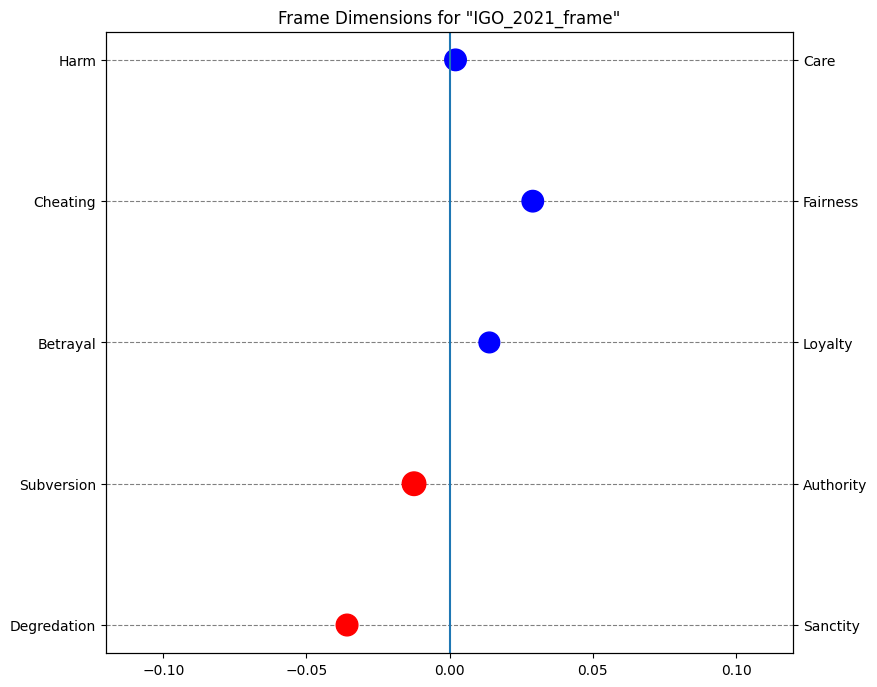 Frame Dimensions for "IGO_2021_frame"
Harm Care
Cheating Fairness
Betrayal Loyalty
Subversion Authority
Degredation Sanctity
−0.10 −0.05 0.00 0.05 0.10